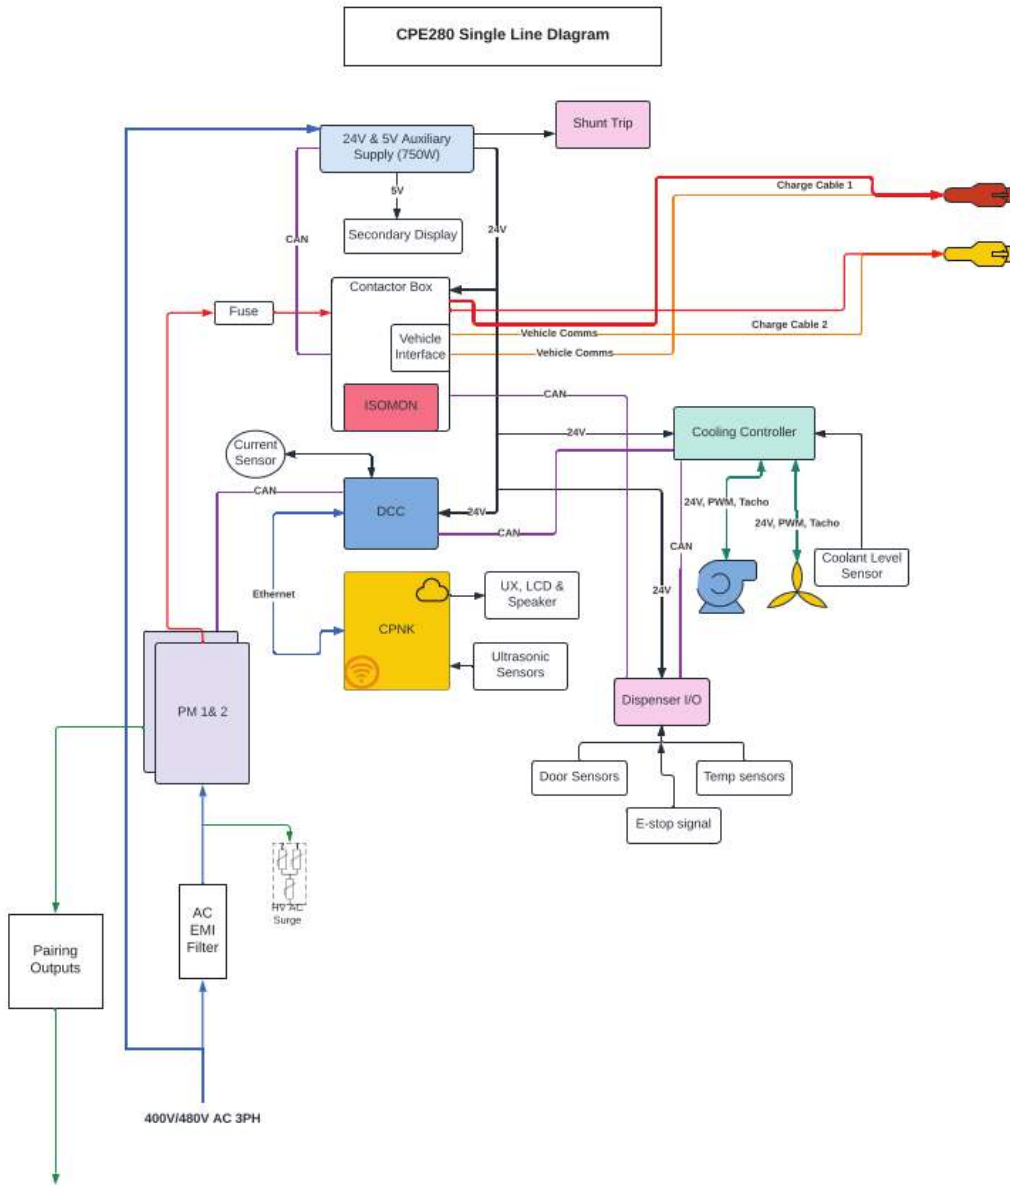 CPE280 Single Line DIagram
Shunt Trip
24V & 5V Auxiliary
Supply (750W)
Charge Cable 1
5V
Secondary Display
CAN
24V
Contactor Box
Fuse
Charge Cable 2
Vehicle Comms
Vehicle
Interface
Vehicle Comms
ISOMON
CAN
Current
Sensor
24V
Cooling Controller
CAN
DCC
24V
CAN
24V, PWM, Tacho
24V, PWM, Tacho
CAN
Coolant Level
Sensor
Ethernet
UX, LCD &
Speaker
24V
CPNK
Ultrasonic
Sensors
PM 1& 2
Dispenser I/O
Door Sensors
Temp sensors
E-stop signal
HV AC
Surge
AC
EMI
Filter
Pairing
Outputs
400V/480V AC 3PH